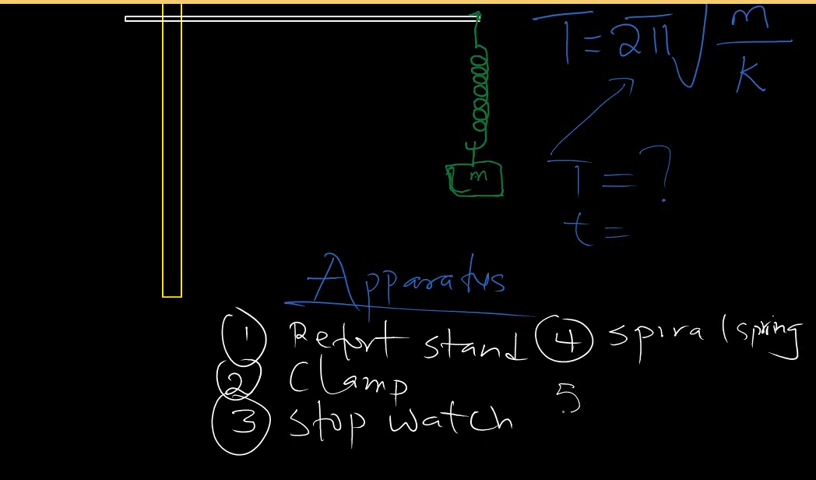 T = 2π√m/k
m
T = ?
t =
Apparatus
1 Retort stand
2 Clamp
3 Stop watch
4 spiral spring
5